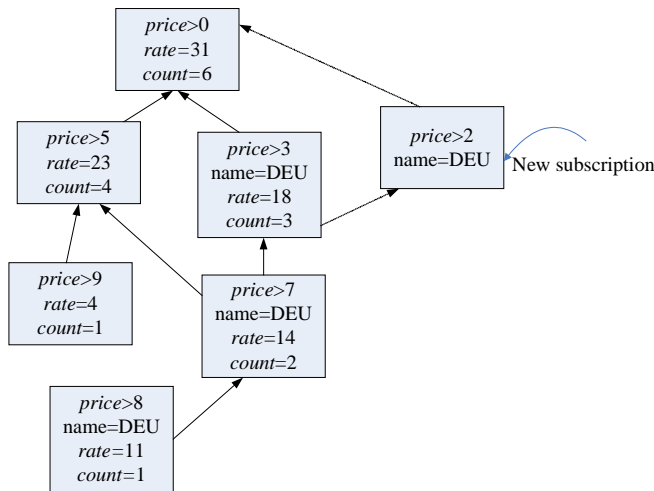 price>0
rate=31
count=6
price>5
rate=23
count=4
price>3
name=DEU
rate=18
count=3
price>2
name=DEU
New subscription
price>9
rate=4
count=1
price>7
name=DEU
rate=14
count=2
price>8
name=DEU
rate=11
count=1